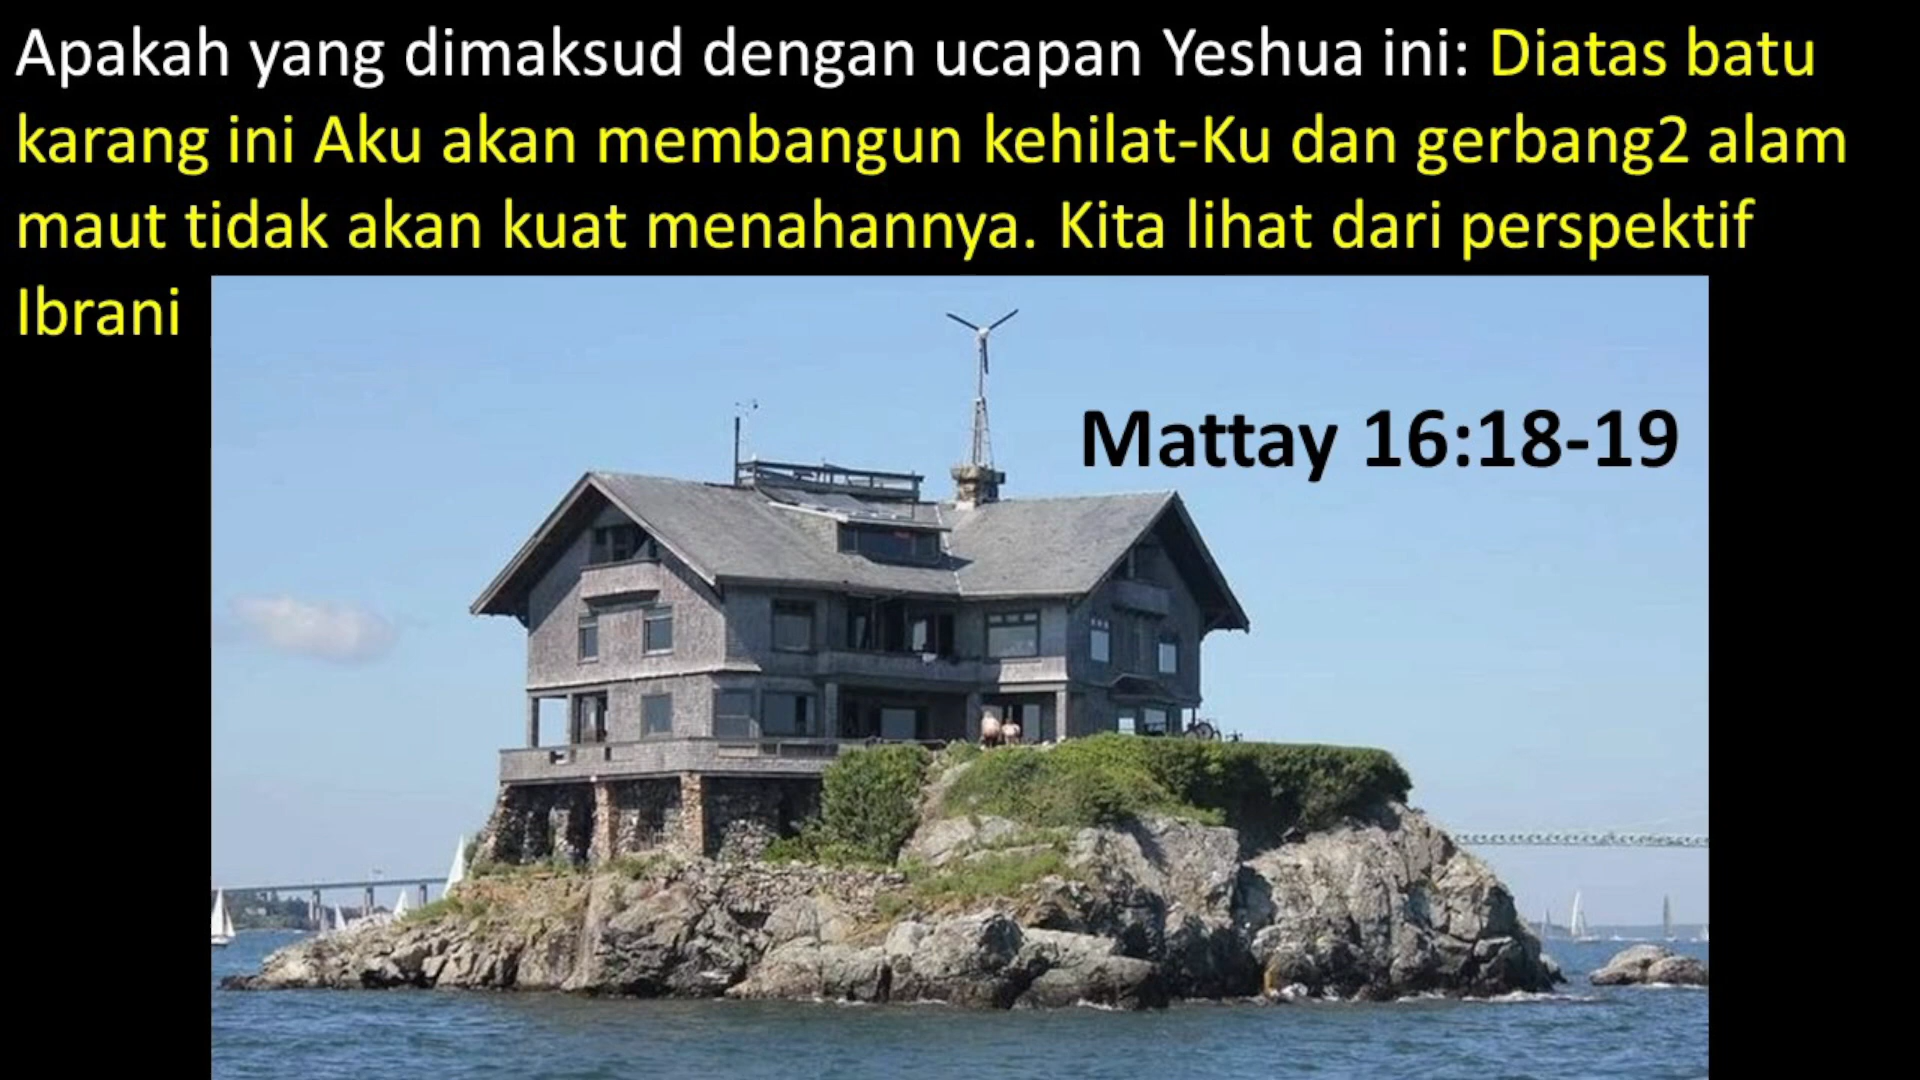 Apakah yang dimaksud dengan ucapan Yeshua ini: Diatas batu
karang ini Aku akan membangun kehilat-Ku dan gerbang2 alam
maut tidak akan kuat menahannya. Kita lihat dari perspektif
Ibrani
Mattay 16:18-19